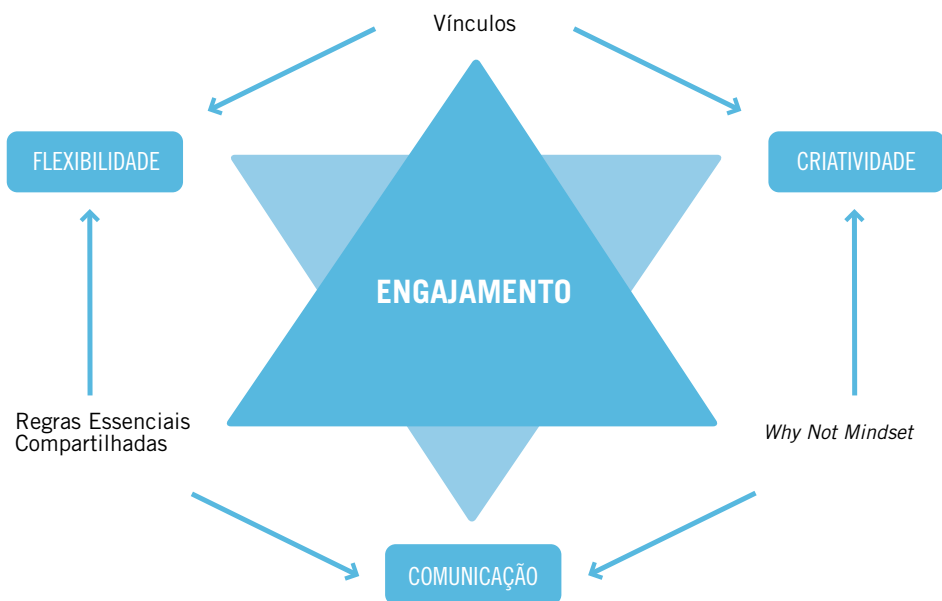 Vínculos
FLEXIBILIDADE
CRIATIVIDADE
ENGAJAMENTO
Regras Essenciais
Compartilhadas
Why Not Mindset
COMUNICAÇÃO